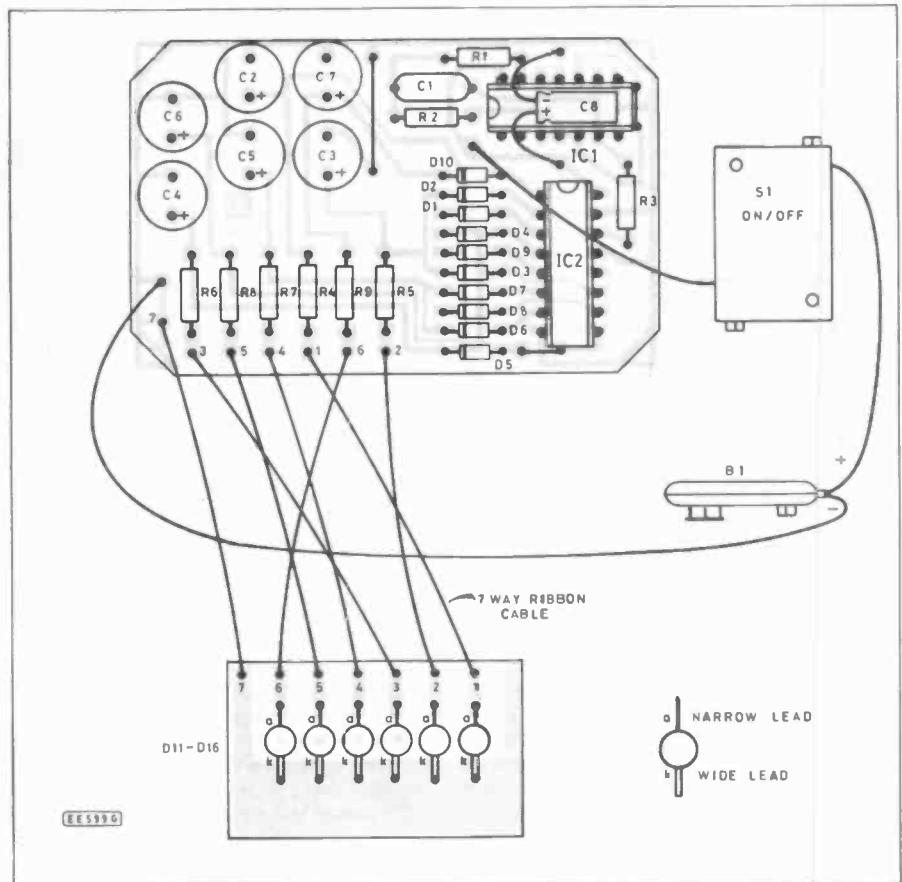 R1
C2
C7
C1
C8
C6
R2
IC1
C5
C3
C4
D10
D2
D1
D4
D9
D3
D7
D8
D6
D5
IC2
R3
S1
ON/OFF
R6
R8
R7
R4
R9
R5
7
3
5
4
1
6
2
+
B1
-
7 WAY RIBBON
CABLE
7 6 5 4 3 2 1
a a a a a a
D11-D16
k k k k k k
a NARROW LEAD
k WIDE LEAD
EE599G